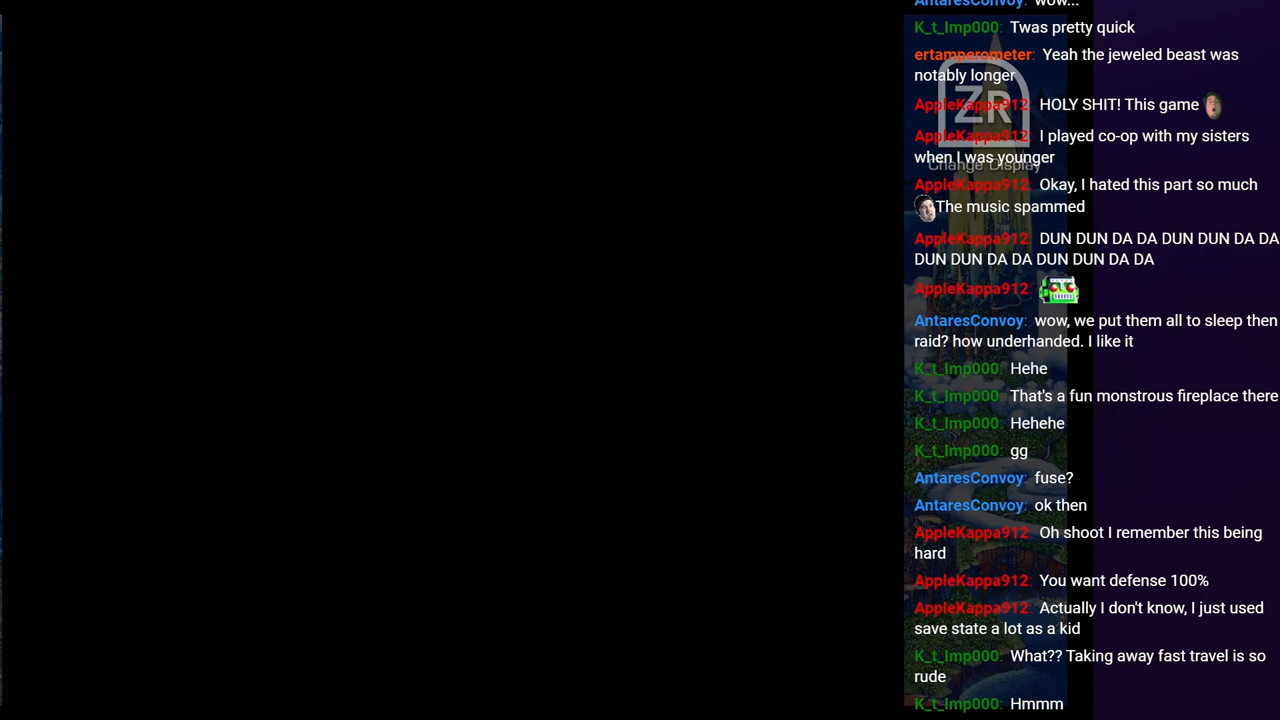 AntaresConvoy: wow...
K_t_Imp000: Twas pretty quick
ertamperometer: Yeah the jeweled beast was
notably longer
ZR
AppleKappa912: HOLY SHIT! This game
AppleKappa912: I played co-op with my sisters
when I was younger
Change Display
AppleKappa912: Okay, I hated this part so much
The music spammed
AppleKappa912: DUN DUN DA DA DUN DUN DA DA
DUN DUN DA DA DUN DUN DA DA
AppleKappa912:
AntaresConvoy: wow, we put them all to sleep then
raid? how underhanded. I like it
K_t_Imp000: Hehe
K_t_Imp000: That's a fun monstrous fireplace there
K_t_Imp000: Hehehe
K_t_Imp000: gg
AntaresConvoy: fuse?
AntaresConvoy: ok then
AppleKappa912: Oh shoot I remember this being
hard
AppleKappa912: You want defense 100%
AppleKappa912: Actually I don't know, I just used
save state a lot as a kid
K_t_Imp000: What?? Taking away fast travel is so
rude
K_t_Imp000: Hmmm